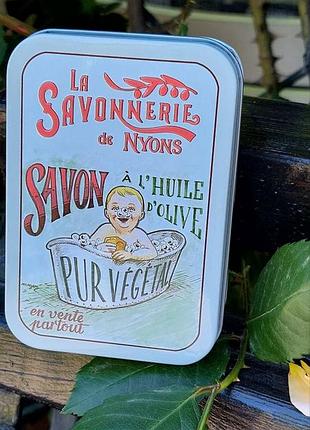 LA
SAVONNERIE
de NYONS
SAVON À L'HUILE
D'OLIVE
PUR VÉGÉTAL
en vente
partout